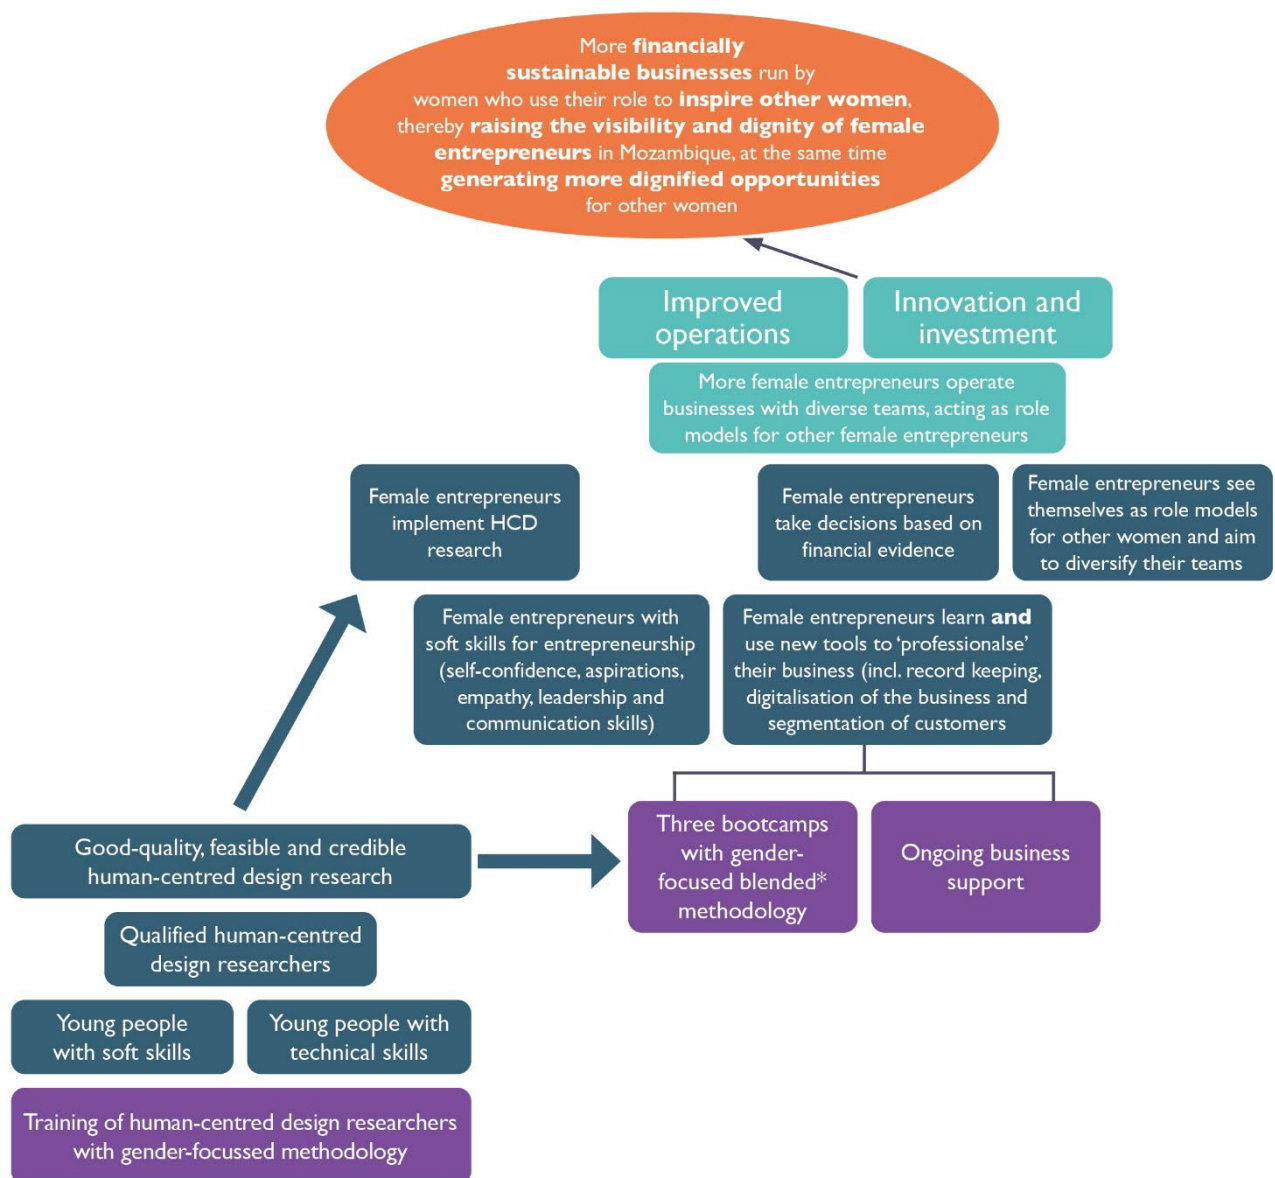 More financially
sustainable businesses run by
women who use their role to inspire other women,
thereby raising the visibility and dignity of female
entrepreneurs in Mozambique, at the same time
generating more dignified opportunities
for other women
Improved
operations
Innovation and
investment
More female entrepreneurs operate
businesses with diverse teams, acting as role
models for other female entrepreneurs
Female entrepreneurs
implement HCD
research
Female entrepreneurs
take decisions based on
financial evidence
Female entrepreneurs see
themselves as role models
for other women and aim
to diversify their teams
Female entrepreneurs with
soft skills for entrepreneurship
(self-confidence, aspirations,
empathy, leadership and
communication skills)
Female entrepreneurs learn and
use new tools to ‘professionalse’
their business (incl. record keeping,
digitalisation of the business and
segmentation of customers
Good-quality, feasible and credible
human-centred design research
Three bootcamps
with gender-
focused blended*
methodology
Ongoing business
support
Qualified human-centred
design researchers
Young people
with soft skills
Young people with
technical skills
Training of human-centred design researchers
with gender-focussed methodology